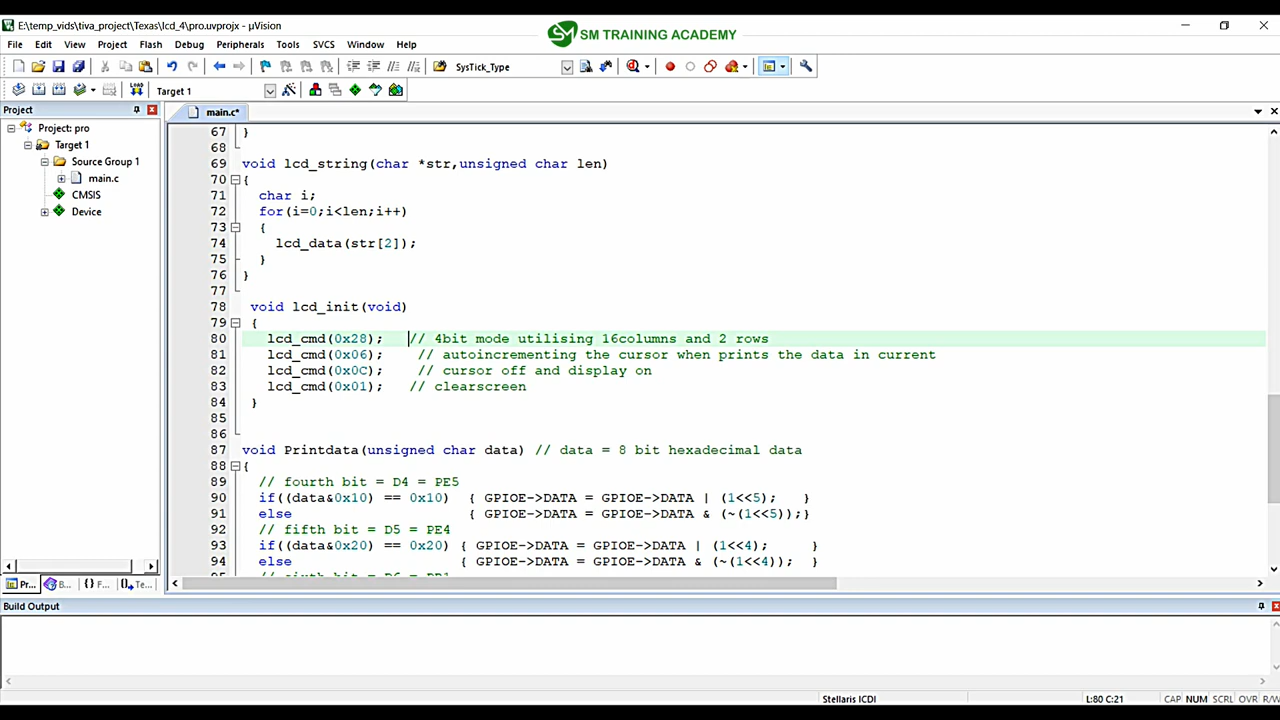 E:\temp_vids\tiva_project\Texas\lcd_4\pro.uvprojx - µVision
SM TRAINING ACADEMY
File Edit View Project Flash Debug Peripherals Tools SVCS Window Help
SysTick_Type
LOAD Target 1
Project
main.c*
Project: pro
Target 1
Source Group 1
main.c
CMSIS
Device
67 }
68
69 void lcd_string(char *str,unsigned char len)
70 {
71 char i;
72 for(i=0;i<len;i++)
73 {
74 lcd_data(str[2]);
75 }
76 }
77
78 void lcd_init(void)
79 {
80 lcd_cmd(0x28); // 4bit mode utilising 16columns and 2 rows
81 lcd_cmd(0x06); // autoincrementing the cursor when prints the data in current
82 lcd_cmd(0x0C); // cursor off and display on
83 lcd_cmd(0x01); // clearscreen
84 }
85
86
87 void Printdata(unsigned char data) // data = 8 bit hexadecimal data
88 {
89 // fourth bit = D4 = PE5
90 if((data&0x10) == 0x10) { GPIOE->DATA = GPIOE->DATA | (1<<5); }
91 else { GPIOE->DATA = GPIOE->DATA & (~(1<<5));}
92 // fifth bit = D5 = PE4
93 if((data&0x20) == 0x20) { GPIOE->DATA = GPIOE->DATA | (1<<4); }
94 else { GPIOE->DATA = GPIOE->DATA & (~(1<<4)); }
Pr... B... {} F... Te...
Build Output
Stellaris ICDI L:80 C:21 CAP NUM SCRL OVR R/W